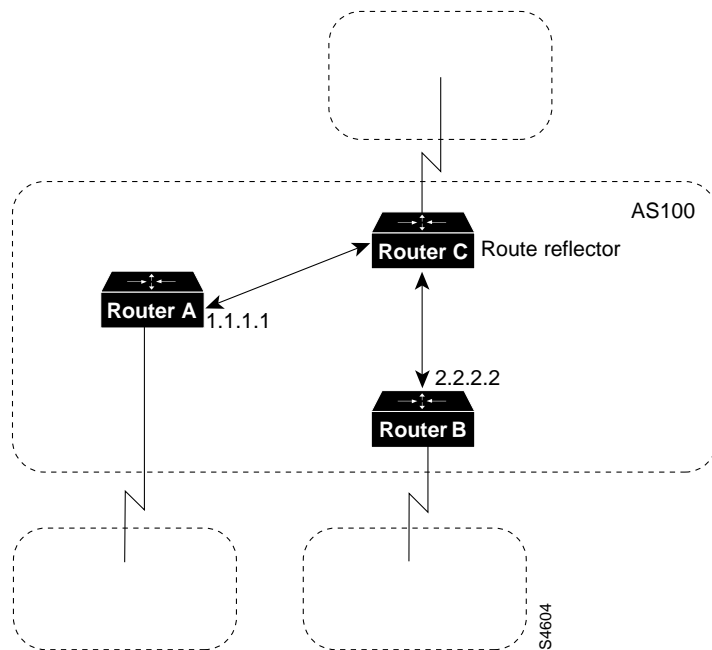 AS100
Router C
Route reflector
Router A
1.1.1.1
2.2.2.2
Router B
S4604